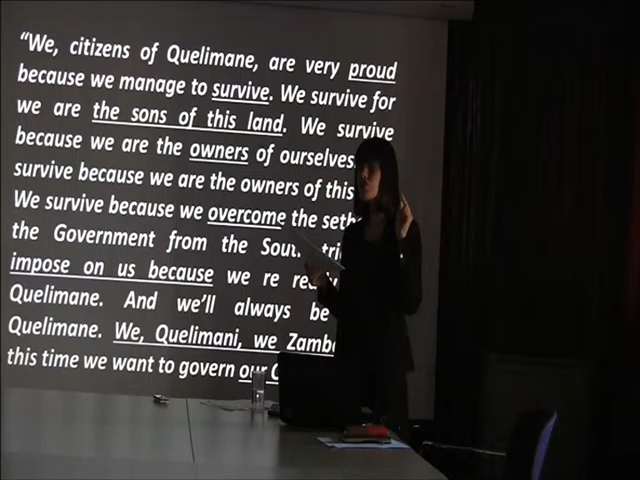 “We, citizens of Quelimane, are very proud
because we manage to survive. We survive for
we are the sons of this land. We survive
because we are the owners of ourselves.
survive because we are the owners of this
We survive because we overcome the
the Government from the
impose on us because we re
Quelimane. And we’ll always be
Quelimane. We, Quelimani, we
this time we want to govern